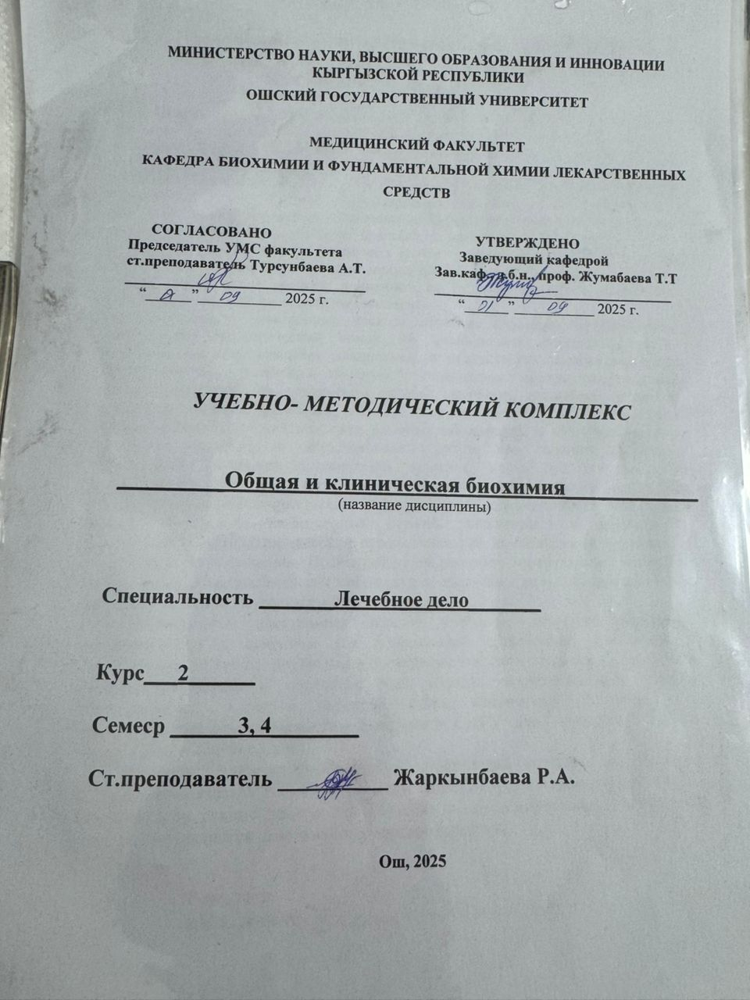 МИНИСТЕРСТВО НАУКИ, ВЫСШЕГО ОБРАЗОВАНИЯ И ИННОВАЦИИ
КЫРГЫЗСКОЙ РЕСПУБЛИКИ
ОШСКИЙ ГОСУДАРСТВЕННЫЙ УНИВЕРСИТЕТ
МЕДИЦИНСКИЙ ФАКУЛЬТЕТ
КАФЕДРА БИОХИМИИ И ФУНДАМЕНТАЛЬНОЙ ХИМИИ ЛЕКАРСТВЕННЫХ
СРЕДСТВ
СОГЛАСОВАНО
Председатель УМС факультета
ст.преподаватель Турсунбаева А.Т.
“ ” 09 2025 г.
УТВЕРЖДЕНО
Заведующий кафедрой
Зав.каф., д.б.н., проф. Жумабаева Т.Т
“ 01 ” 09 2025 г.
УЧЕБНО- МЕТОДИЧЕСКИЙ КОМПЛЕКС
Общая и клиническая биохимия
(название дисциплины)
Специальность Лечебное дело
Курс 2
Семеср 3, 4
Ст.преподаватель Жаркынбаева Р.А.
Ош, 2025